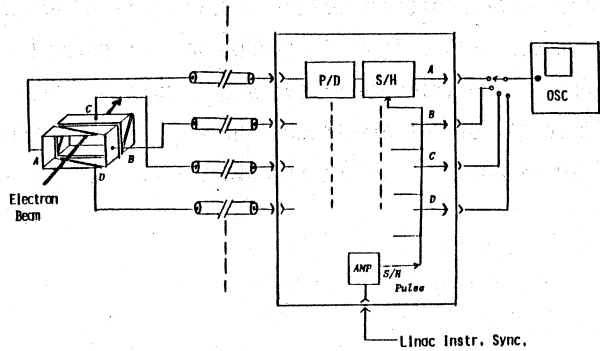 P/D
S/H
A
OSC
C
B
A
B
D
C
Electron
Beam
D
AMP
S/H
Pulse
Linac Instr. Sync.